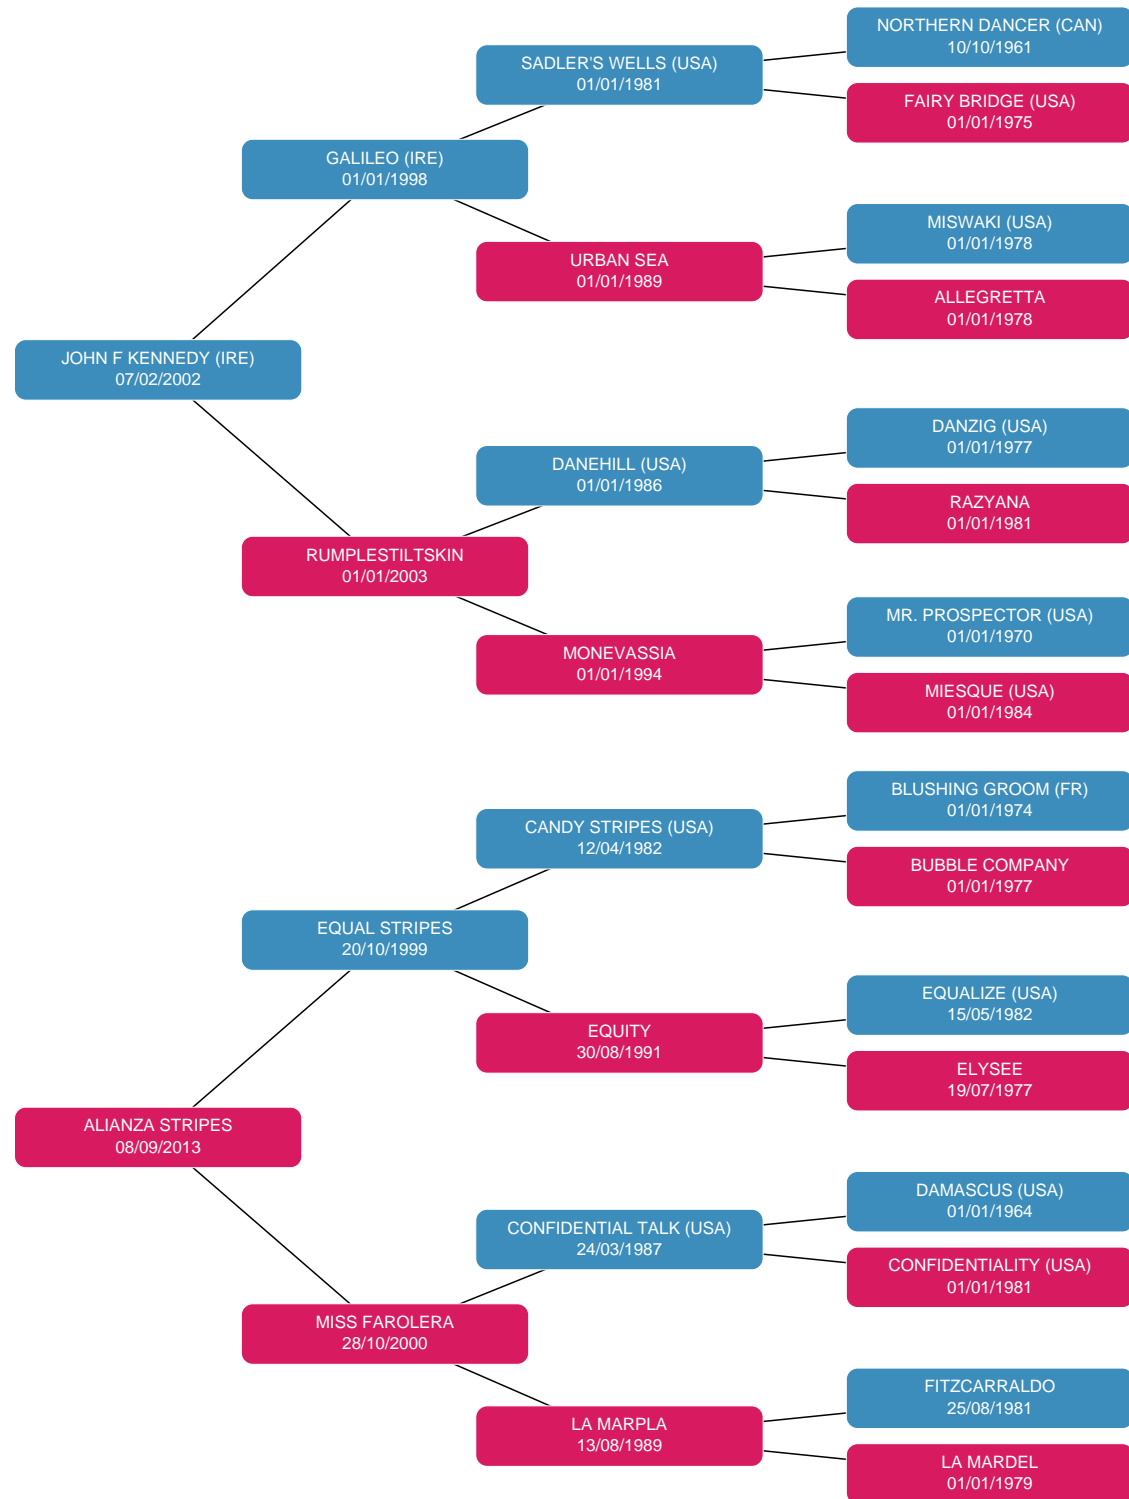 NORTHERN DANCER (CAN)
10/10/1961
SADLER'S WELLS (USA)
01/01/1981
FAIRY BRIDGE (USA)
01/01/1975
GALILEO (IRE)
01/01/1998
MISWAKI (USA)
01/01/1978
URBAN SEA
01/01/1989
ALLEGRETTA
01/01/1978
JOHN F KENNEDY (IRE)
07/02/2002
DANZIG (USA)
01/01/1977
DANEHILL (USA)
01/01/1986
RAZYANA
01/01/1981
RUMPLESTILTSKIN
01/01/2003
MR. PROSPECTOR (USA)
01/01/1970
MONEVASSIA
01/01/1994
MIESQUE (USA)
01/01/1984
BLUSHING GROOM (FR)
01/01/1974
CANDY STRIPES (USA)
12/04/1982
BUBBLE COMPANY
01/01/1977
EQUAL STRIPES
20/10/1999
EQUALIZE (USA)
15/05/1982
EQUITY
30/08/1991
ELYSEE
19/07/1977
ALIANZA STRIPES
08/09/2013
DAMASCUS (USA)
01/01/1964
CONFIDENTIAL TALK (USA)
24/03/1987
CONFIDENTIALITY (USA)
01/01/1981
MISS FAROLERA
28/10/2000
FITZCARRALDO
25/08/1981
LA MARPLA
13/08/1989
LA MARDEL
01/01/1979